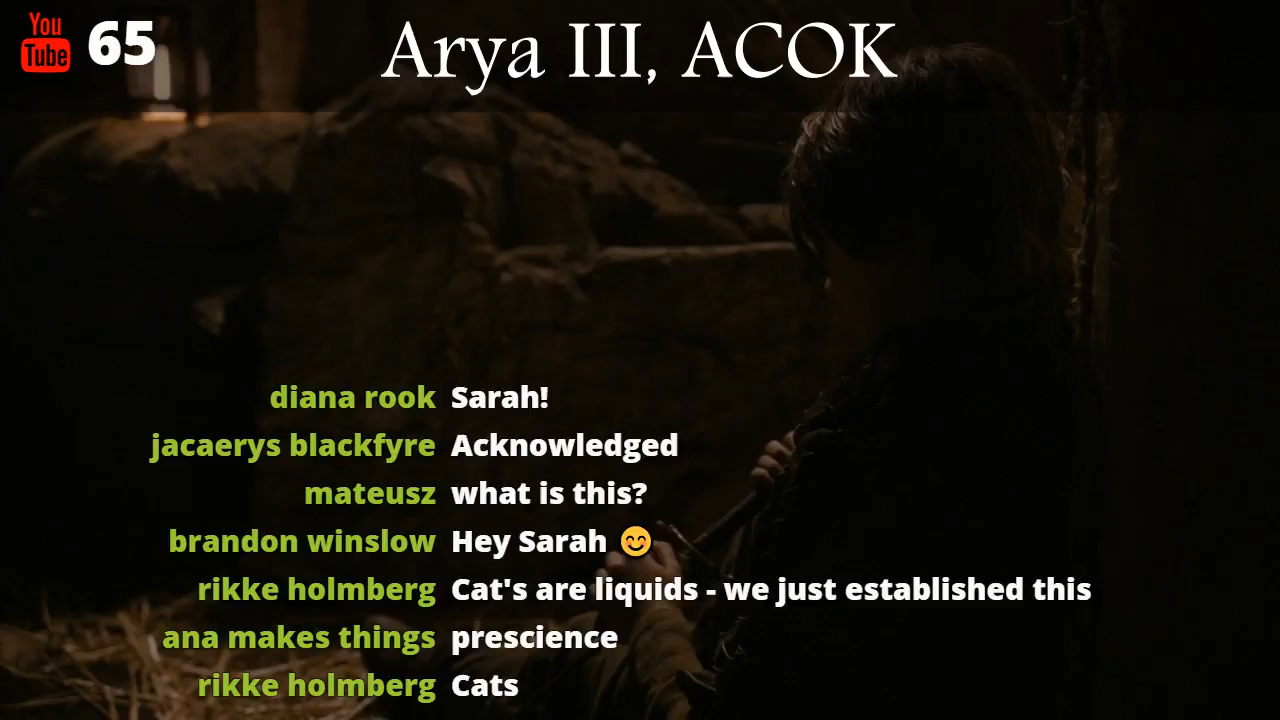 You Tube 65
Arya III, ACOK
diana rook Sarah!
jacaerys blackfyre Acknowledged
mateusz what is this?
brandon winslow Hey Sarah 😊
rikke holmberg Cat's are liquids - we just established this
ana makes things prescience
rikke holmberg Cats